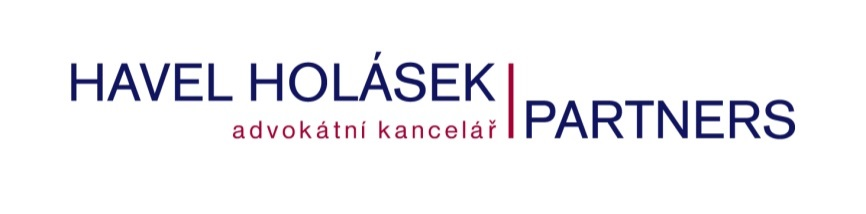 HAVEL HOLÁSEK
advokátní kancelář
PARTNERS